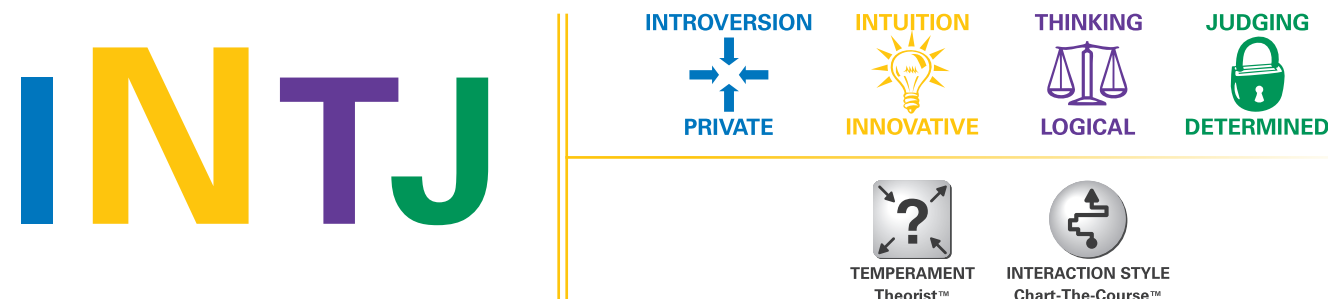 INTJ
INTROVERSION
PRIVATE
INTUITION
INNOVATIVE
THINKING
LOGICAL
JUDGING
DETERMINED
?
TEMPERAMENT
Theorist™
INTERACTION STYLE
Chart-The-Course™